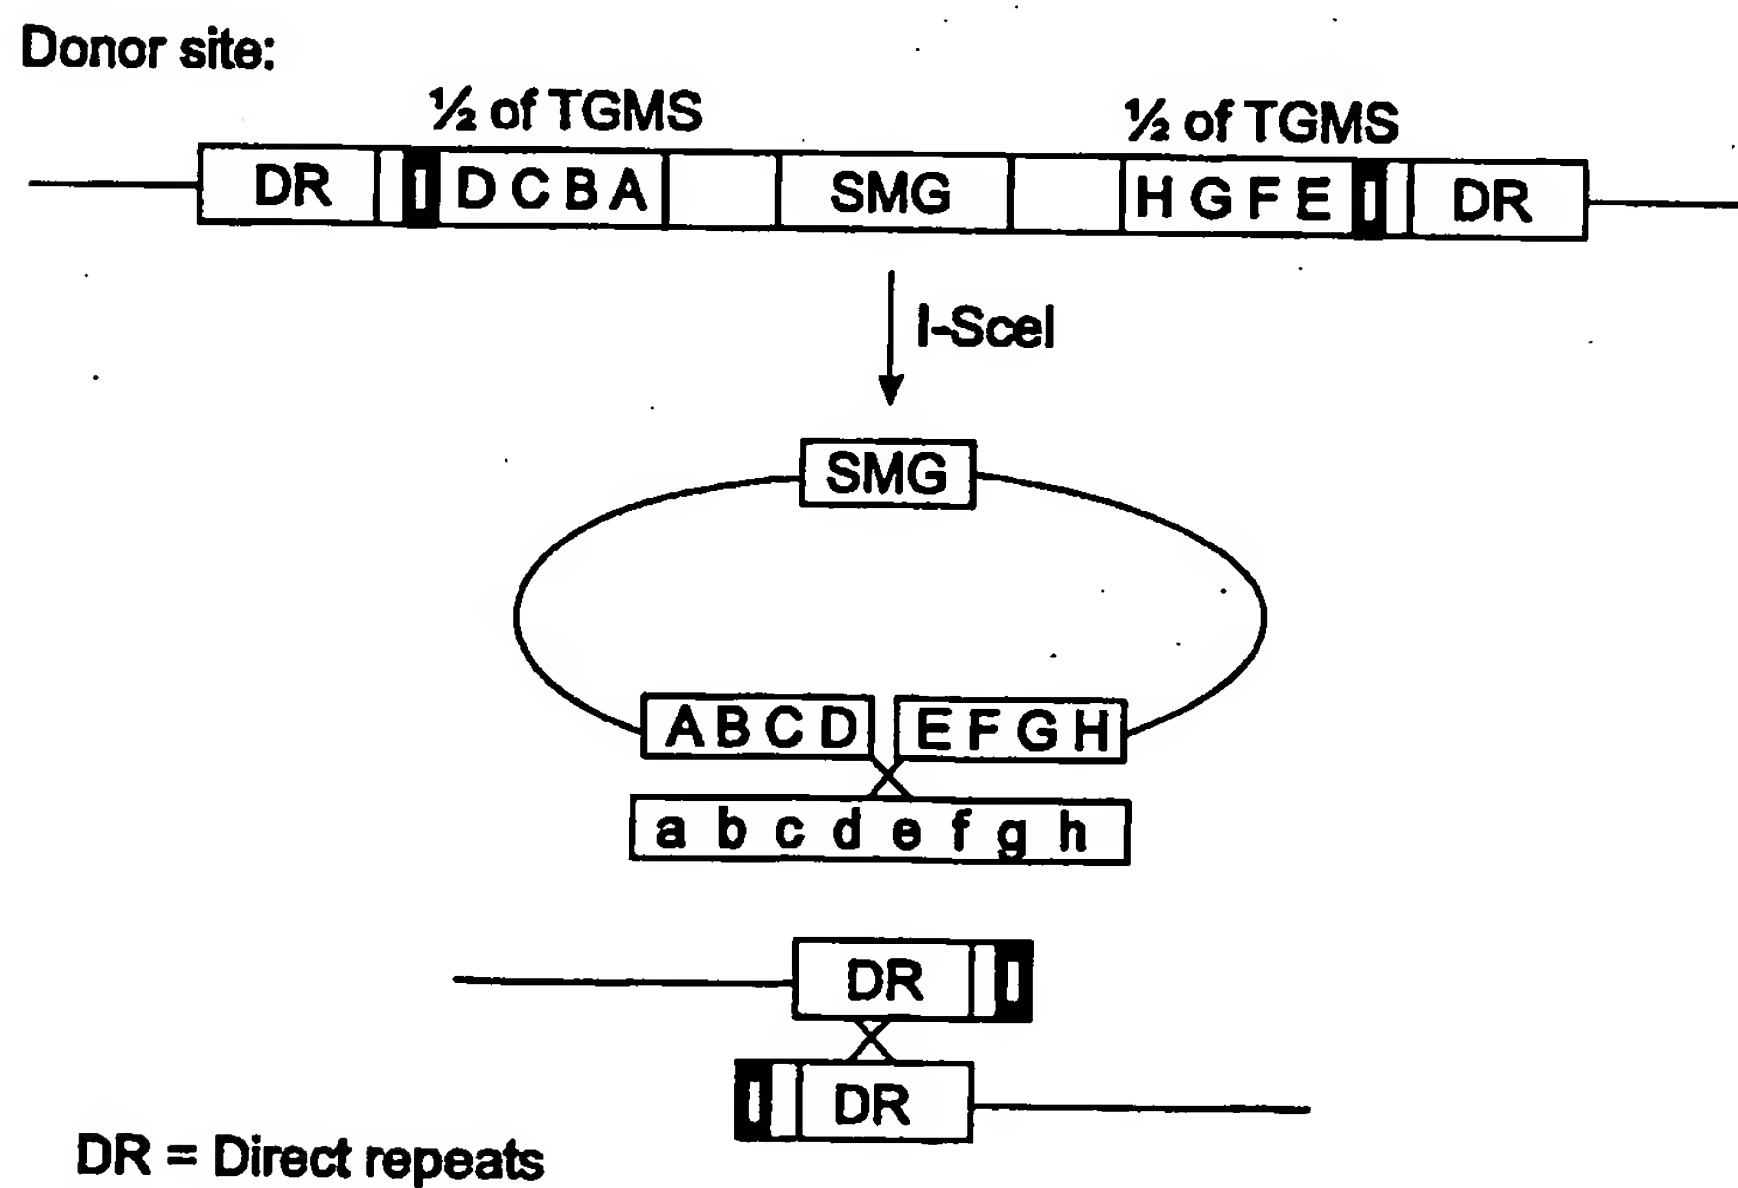 Donor site:
½ of TGMS ½ of TGMS
DR I D C B A SMG H G F E I DR
I-SceI
SMG
A B C D E F G H
a b c d e f g h
DR I
I DR
DR = Direct repeats